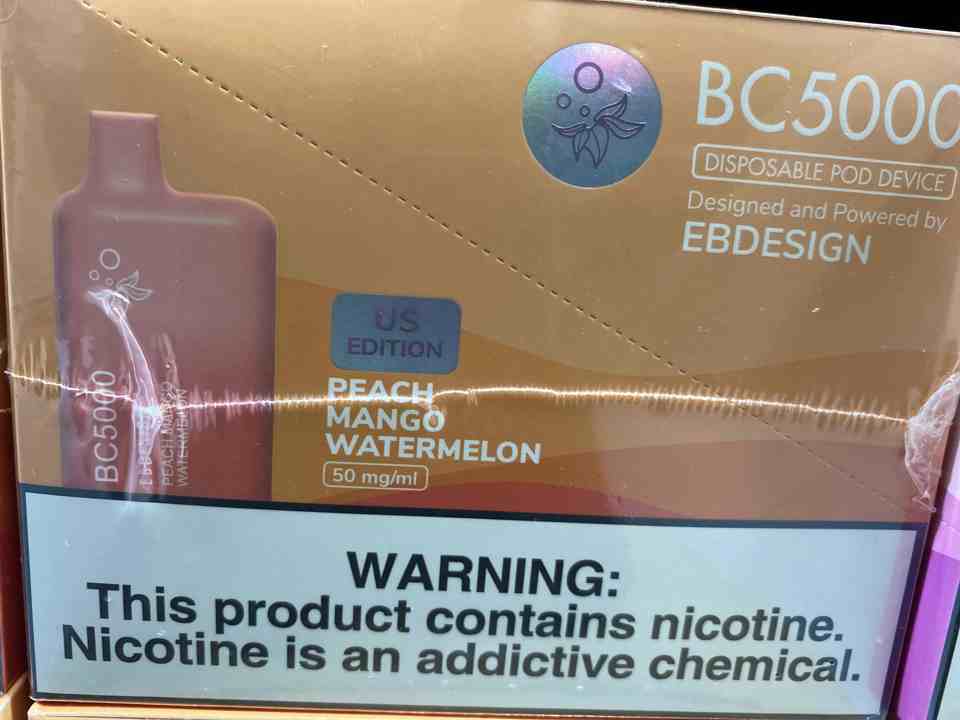 BC5000
DISPOSABLE POD DEVICE
Designed and Powered by
EBDESIGN
US
EDITION
PEACH
MANGO
WATERMELON
50 mg/ml
BC5000
PEACH MANGO
WATERMELON
WARNING:
This product contains nicotine.
Nicotine is an addictive chemical.